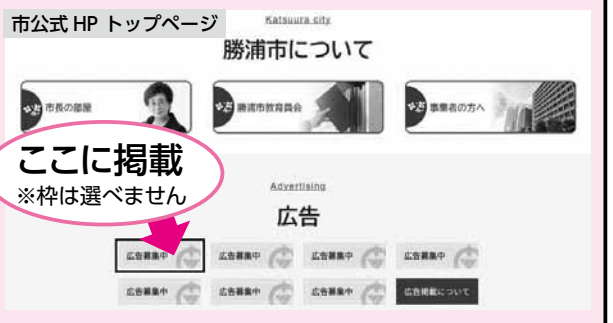 市公式 HP トップページ
Katsuura city
勝浦市について
市長の部屋
勝浦市教育委員会
事業者の方へ
ここに掲載
※枠は選べません
Advertising
広告
広告募集中
広告募集中
広告募集中
広告募集中
広告募集中
広告募集中
広告募集中
広告掲載について